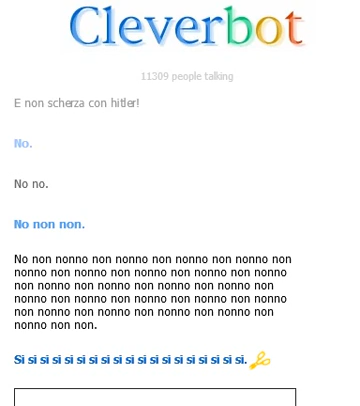 Cleverbot
11309 people talking
E non scherza con hitler!
No.
No no.
No non non.
No non nonno non nonno non nonno non nonno non
nonno non nonno non nonno non nonno non nonno
non nonno non nonno non nonno non nonno non
nonno non nonno non nonno non nonno non nonno
non nonno non nonno non nonno non nonno non
nonno non non.
Si si si si si si si si si si si si si si si si si si si.